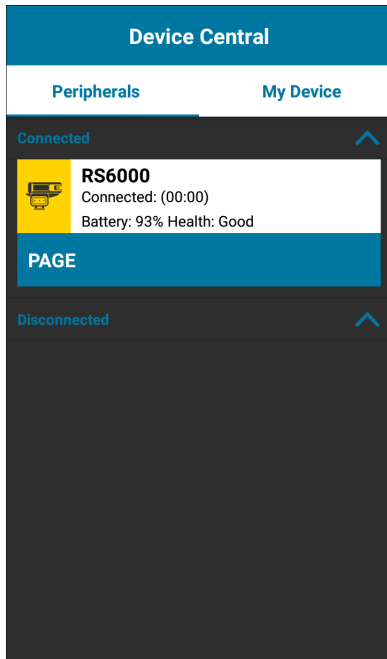 Device Central
Peripherals
My Device
Connected
RS6000
Connected: (00:00)
Battery: 93% Health: Good
PAGE
Disconnected